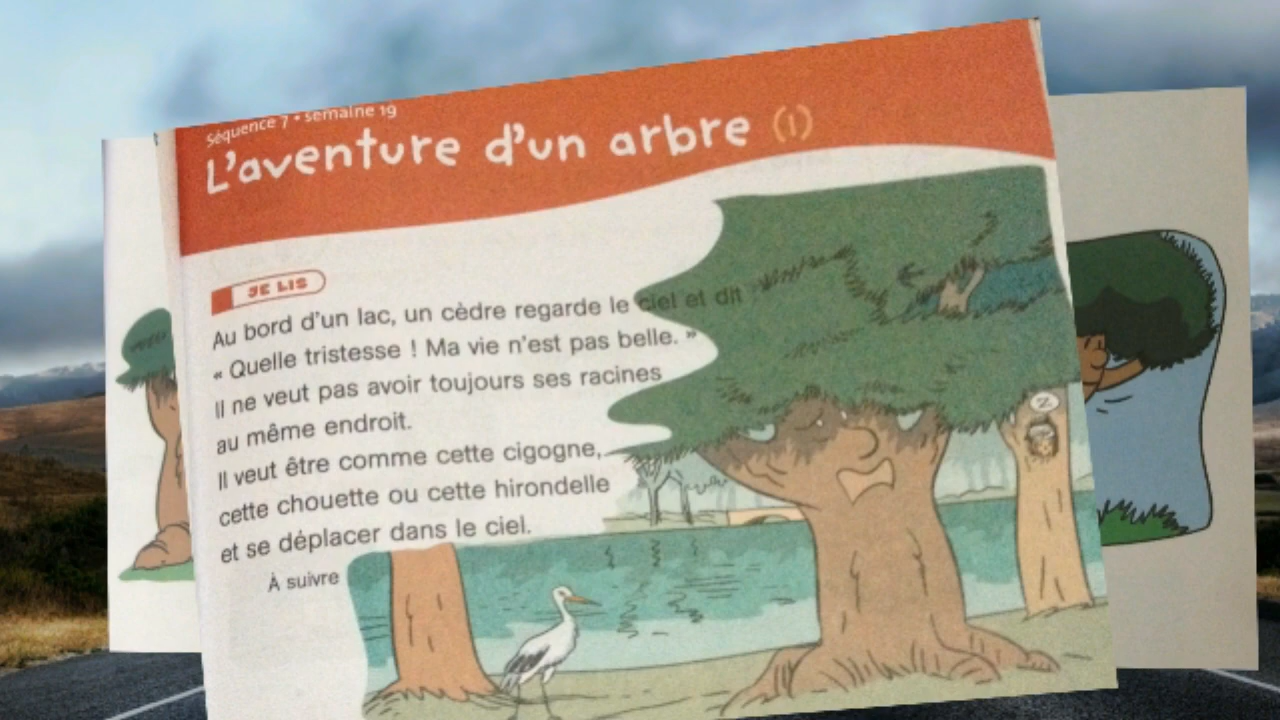 Séquence 7 • semaine 19
L'aventure d'un arbre (1)
JE LIS
Au bord d'un lac, un cèdre regarde le ciel et dit
« Quelle tristesse ! Ma vie n'est pas belle. »
Il ne veut pas avoir toujours ses racines
au même endroit.
Il veut être comme cette cigogne,
cette chouette ou cette hirondelle
et se déplacer dans le ciel.
À suivre
Z